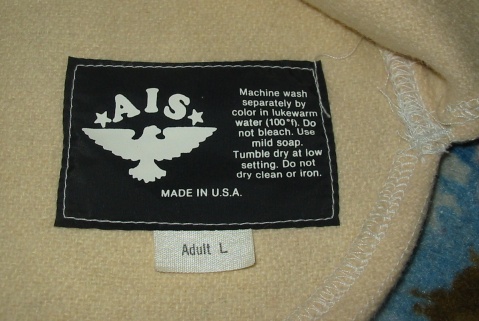 AIS
Machine wash
separately by
color in lukewarm
water (100°f). Do
not bleach. Use
mild soap.
Tumble dry at low
setting. Do not
dry clean or iron.
MADE IN U.S.A.
Adult L